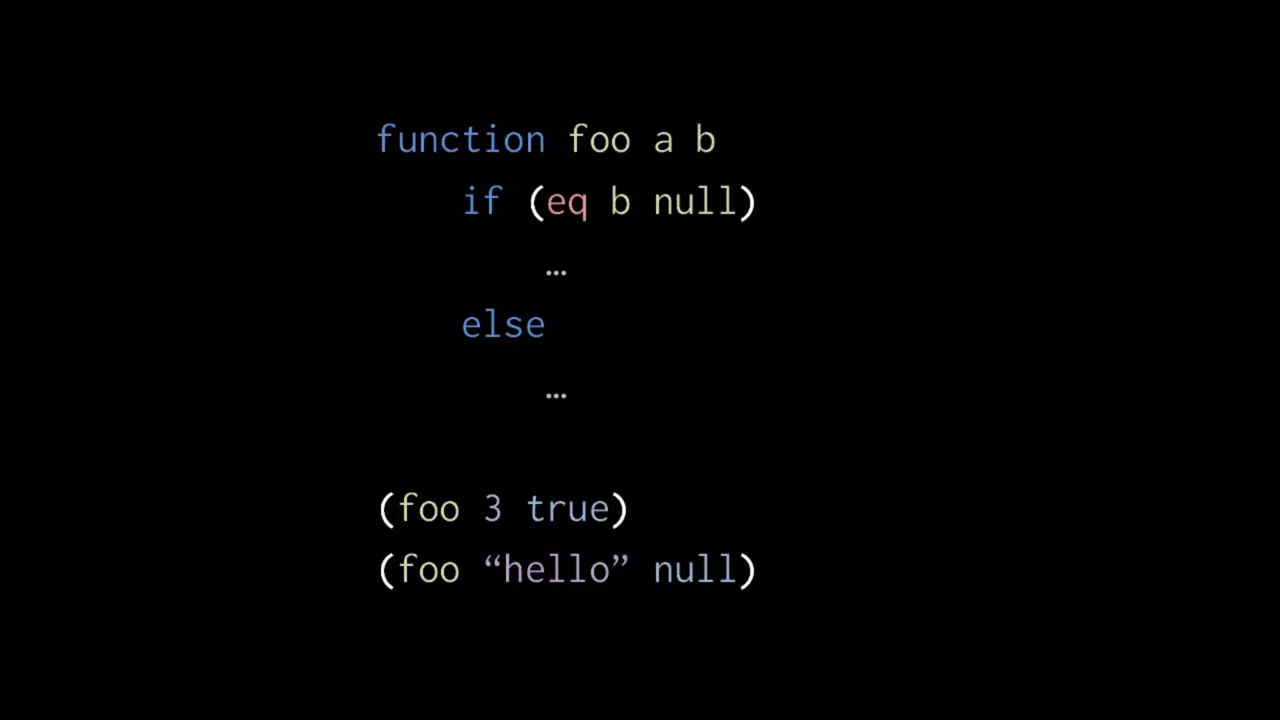 function foo a b
if (eq b null)
…
else
…
(foo 3 true)
(foo “hello” null)